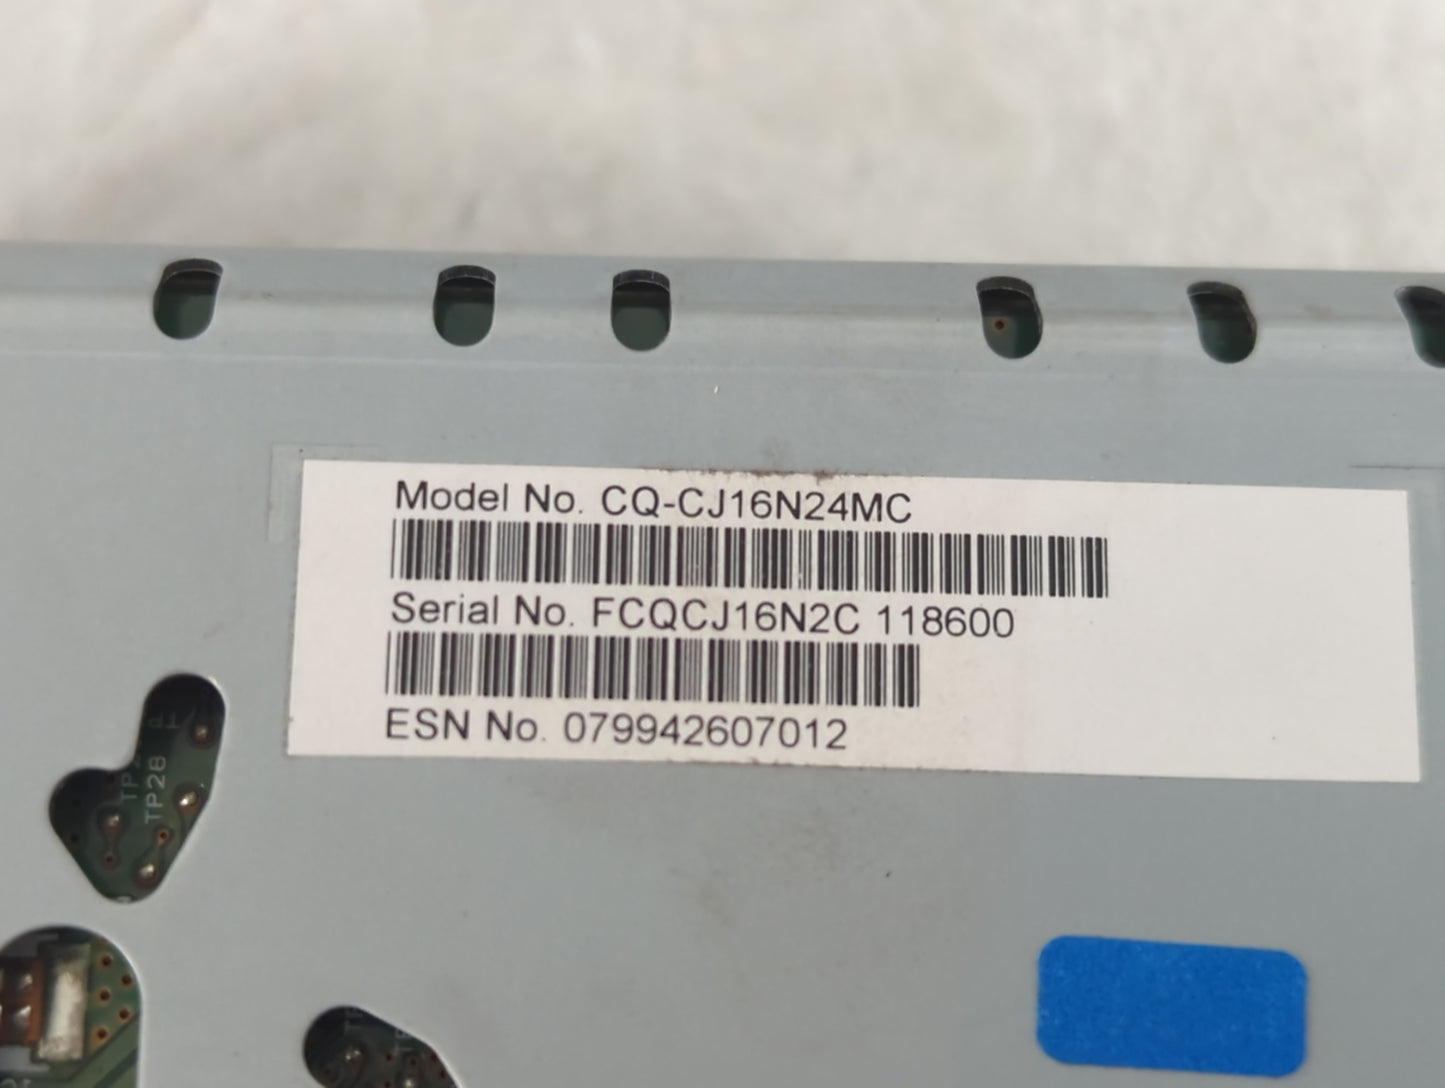 Model No. CQ-CJ16N24MC
Serial No. FCQCJ16N2C 118600
ESN No. 079942607012
TP28